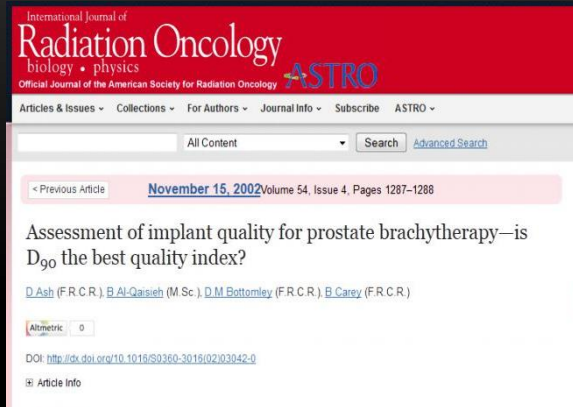 International Journal of
Radiation Oncology
biology • physics
Official Journal of the American Society for Radiation Oncology ASTRO
Articles & Issues Collections For Authors Journal Info Subscribe ASTRO
All Content Search Advanced Search
< Previous Article November 15, 2002Volume 54, Issue 4, Pages 1287–1288
Assessment of implant quality for prostate brachytherapy—is
D₉₀ the best quality index?
D Ash (F.R.C.R.), B Al-Qaisieh (M.Sc.), D M Bottomley (F.R.C.R.), B Carey (F.R.C.R.)
Altmetric 0
DOI: http://dx.doi.org/10.1016/S0360-3016(02)03042-0
Article Info